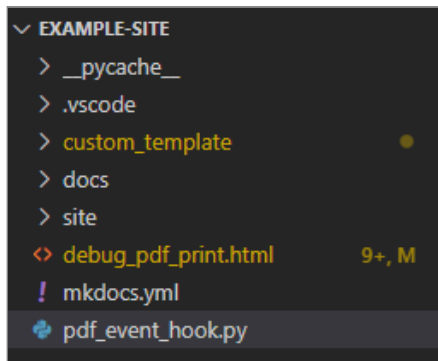 EXAMPLE-SITE
__pycache__
.vscode
custom_template
docs
site
debug_pdf_print.html 9+, M
mkdocs.yml
pdf_event_hook.py